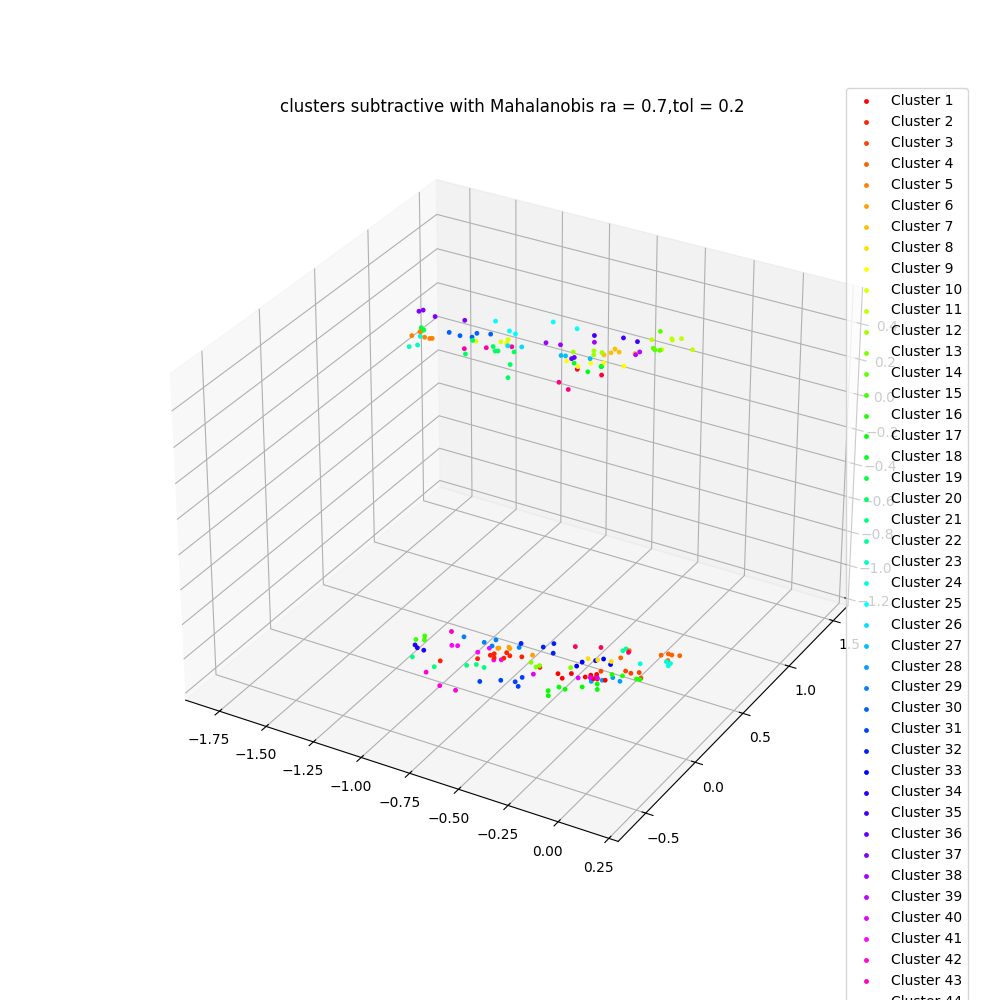 clusters subtractive with Mahalanobis ra = 0.7,tol = 0.2
Cluster 1
Cluster 2
Cluster 3
Cluster 4
Cluster 5
Cluster 6
Cluster 7
Cluster 8
Cluster 9
Cluster 10
Cluster 11
Cluster 12
Cluster 13
Cluster 14
Cluster 15
Cluster 16
Cluster 17
Cluster 18
Cluster 19
Cluster 20
Cluster 21
Cluster 22
Cluster 23
Cluster 24
Cluster 25
Cluster 26
Cluster 27
Cluster 28
Cluster 29
Cluster 30
Cluster 31
Cluster 32
Cluster 33
Cluster 34
Cluster 35
Cluster 36
Cluster 37
Cluster 38
Cluster 39
Cluster 40
Cluster 41
Cluster 42
Cluster 43
Cluster 44
0.2
0.0
−0.4
−0.6
−0.8
−1.0
−1.2
1.5
1.0
0.5
0.0
−0.5
−1.75
−1.50
−1.25
−1.00
−0.75
−0.50
−0.25
0.00
0.25